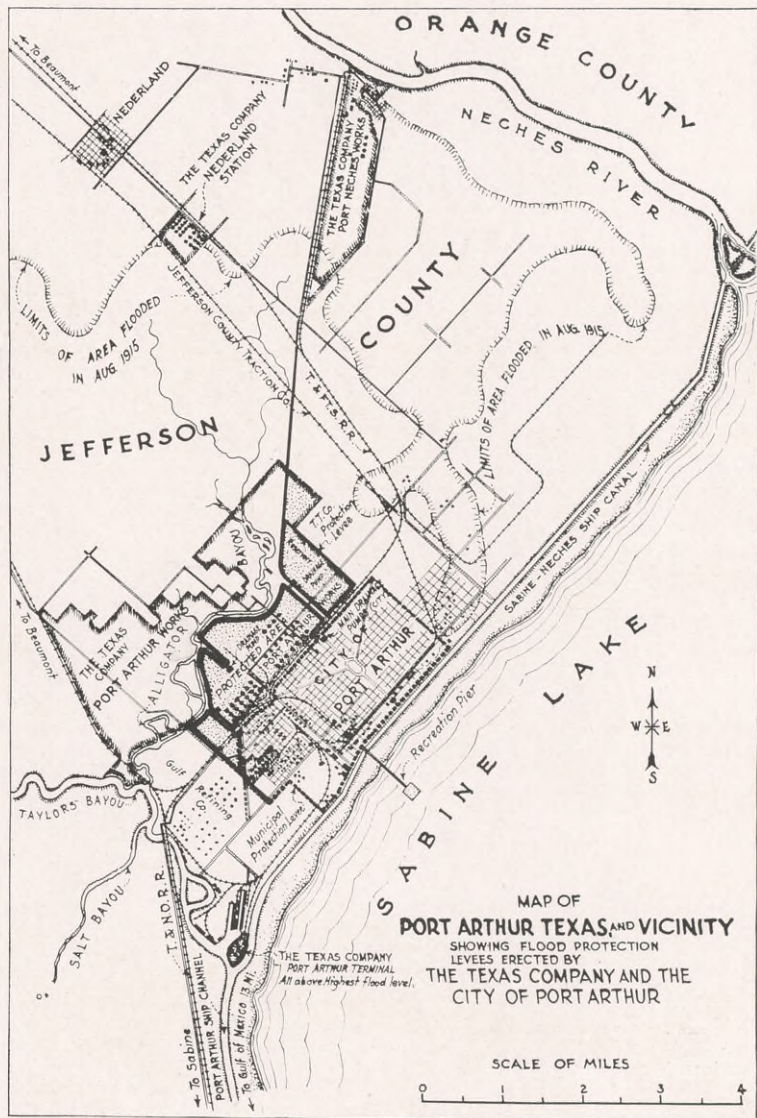 ORANGE COUNTY
To Beaumont
NEDERLAND
NECHES RIVER
THE TEXAS COMPANY
NEDERLAND
STATION
THE TEXAS COMPANY
PORT NECHES WORKS
COUNTY
LIMITS
OF AREA FLOODED
IN AUG 1915
JEFFERSON COUNTY TRACTION CO.
LIMITS OF AREA FLOODED IN AUG. 1915
JEFFERSON
T. & F.S.R.R.
SABINE-NECHES SHIP CANAL
T.T. Co.
Protection
Levee
BAYOU
ALLIGATOR
To Beaumont
THE TEXAS
COMPANY
PORT ARTHUR WORKS
PROTECTED AREA
WORKS
CITY OF
PORT ARTHUR
Recreation Pier
SABINE LAKE
N
W E
S
Gulf
Refining
Co
Municipal
Protection Levee
TAYLORS BAYOU
SALT BAYOU
T. & N.O. R.R.
THE TEXAS COMPANY
PORT ARTHUR TERMINAL
All above Highest flood level.
To Sabine
PORT ARTHUR SHIP CHANNEL
To Gulf of Mexico 13 Mi.
MAP OF
PORT ARTHUR TEXAS AND VICINITY
SHOWING FLOOD PROTECTION
LEVEES ERECTED BY
THE TEXAS COMPANY AND THE
CITY OF PORT ARTHUR
SCALE OF MILES
0 1 2 3 4